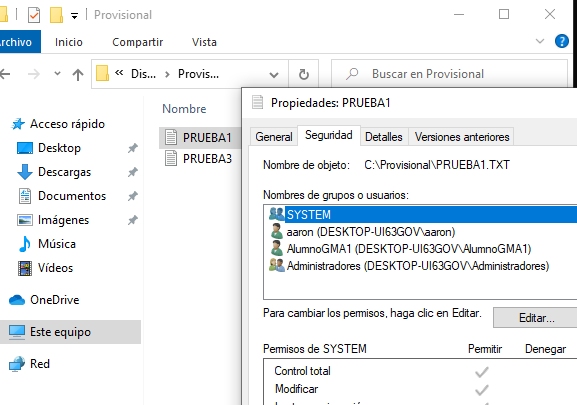 Provisional
Archivo Inicio Compartir Vista
« Dis... › Provis...
Buscar en Provisional
Nombre
Acceso rápido
Desktop
Descargas
Documentos
Imágenes
Música
Vídeos
OneDrive
Este equipo
Red
PRUEBA1
PRUEBA3
Propiedades: PRUEBA1
General Seguridad Detalles Versiones anteriores
Nombre de objeto: C:\Provisional\PRUEBA1.TXT
Nombres de grupos o usuarios:
SYSTEM
aaron (DESKTOP-UI63GOV\aaron)
AlumnoGMA1 (DESKTOP-UI63GOV\AlumnoGMA1)
Administradores (DESKTOP-UI63GOV\Administradores)
Para cambiar los permisos, haga clic en Editar.
Editar...
Permisos de SYSTEM Permitir Denegar
Control total
Modificar